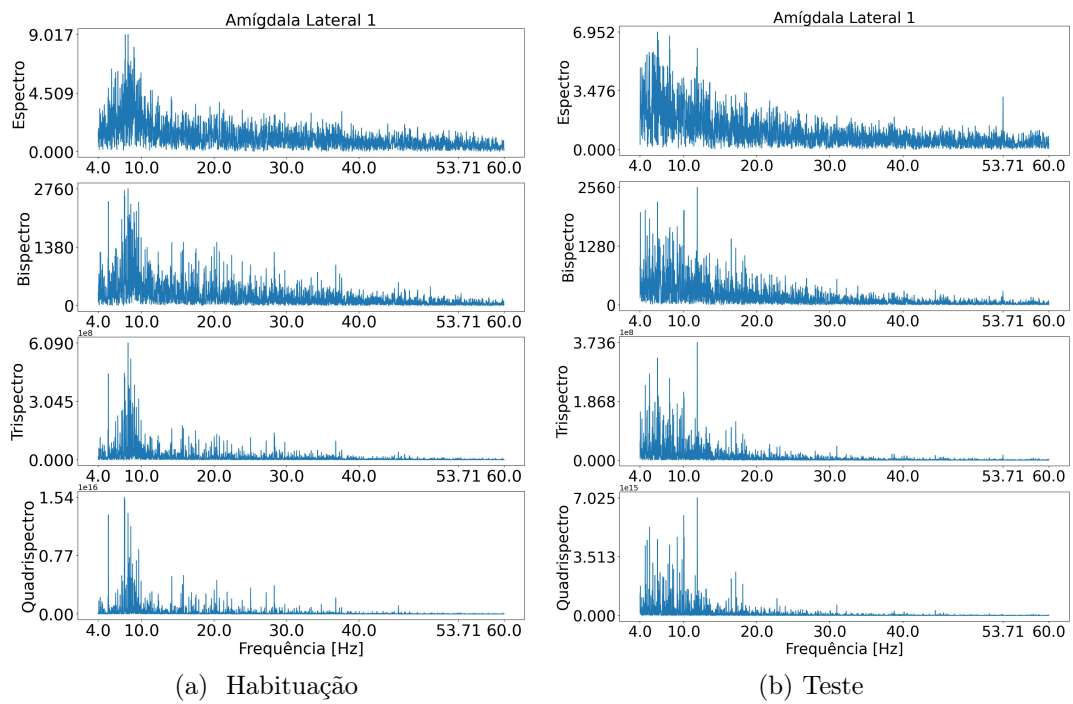 Amígdala Lateral 1
9.017
4.509
0.000
Espectro
4.0 10.0 20.0 30.0 40.0 53.71 60.0
2760
1380
0
Bispectro
4.0 10.0 20.0 30.0 40.0 53.71 60.0
1e8
6.090
3.045
0.000
Trispectro
4.0 10.0 20.0 30.0 40.0 53.71 60.0
1e16
1.54
0.77
0.00
Quadrispectro
4.0 10.0 20.0 30.0 40.0 53.71 60.0
Frequência [Hz]
(a) Habituação
Amígdala Lateral 1
6.952
3.476
0.000
Espectro
4.0 10.0 20.0 30.0 40.0 53.71 60.0
2560
1280
0
Bispectro
4.0 10.0 20.0 30.0 40.0 53.71 60.0
1e8
3.736
1.868
0.000
Trispectro
4.0 10.0 20.0 30.0 40.0 53.71 60.0
1e15
7.025
3.513
0.000
Quadrispectro
4.0 10.0 20.0 30.0 40.0 53.71 60.0
Frequência [Hz]
(b) Teste